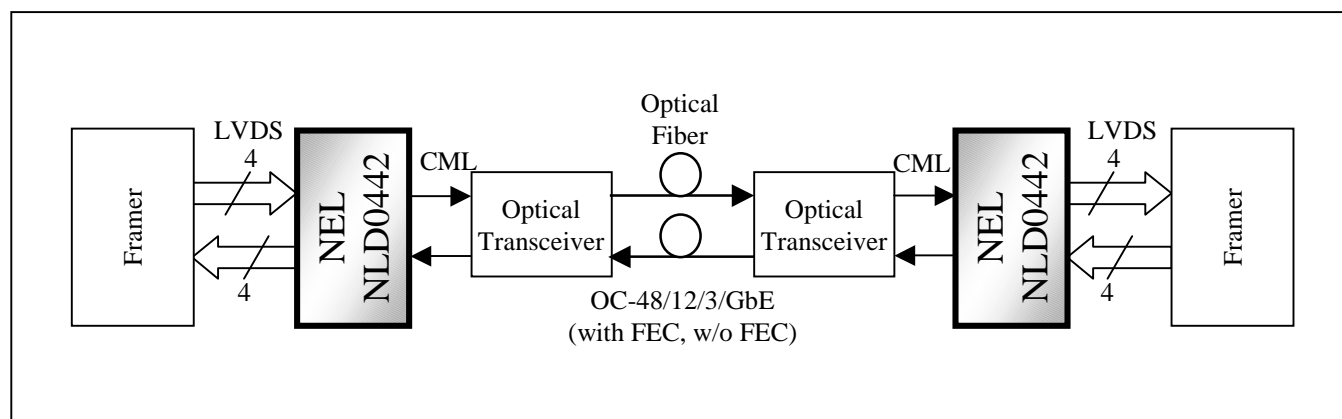 Framer
LVDS
4
4
NEL
NLD0442
CML
Optical
Transceiver
Optical
Fiber
OC-48/12/3/GbE
(with FEC, w/o FEC)
Optical
Transceiver
CML
NEL
NLD0442
LVDS
4
4
Framer